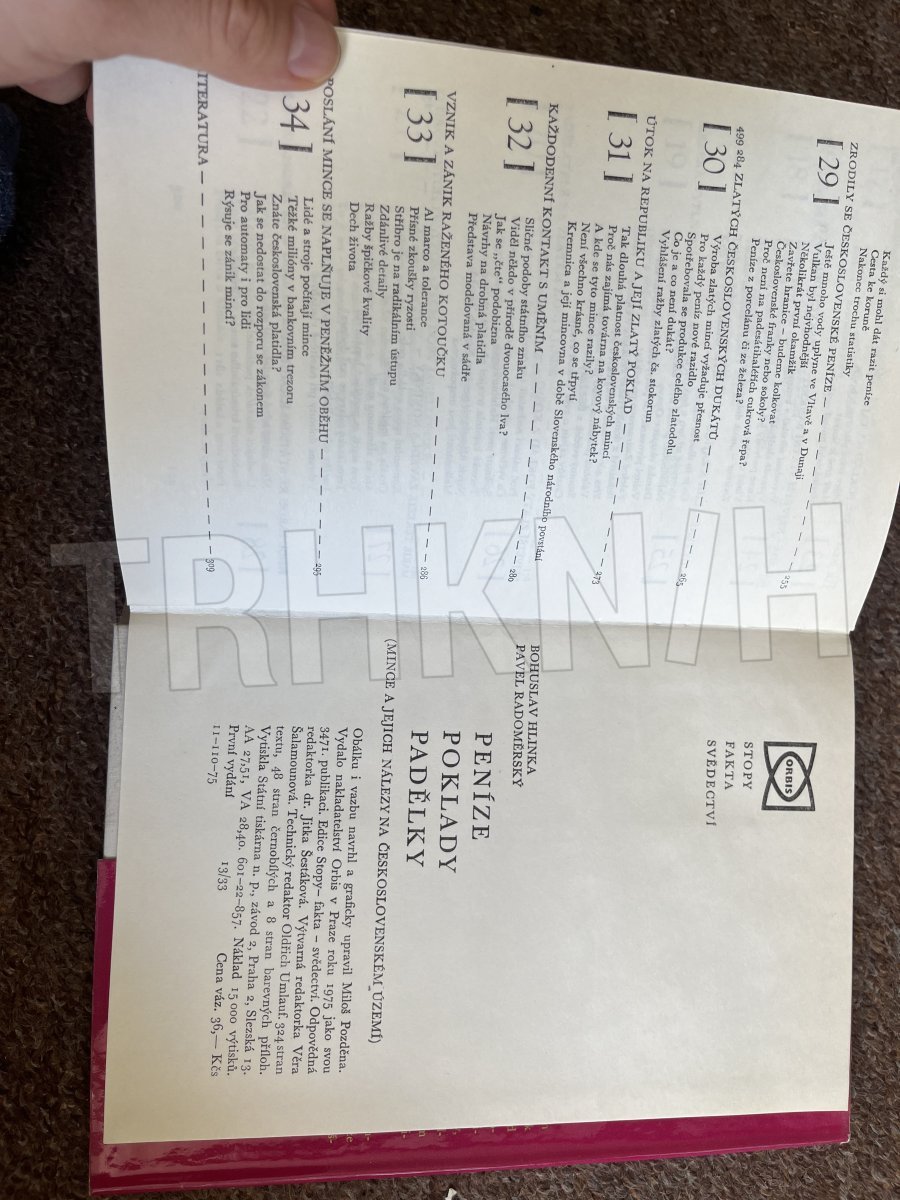 Každý si mohl dát razit peníze
Cesta ke koruně
Nakonec trochu statistiky
ZRODILY SE ČESKOSLOVENSKÉ PENÍZE — — — — — — — 255
[ 29 ]
Ještě mnoho vody uplyne ve Vltavě a v Dunaji
Vulkan byl nejvhodnější
Několikrát první okamžik
Zavřete hranice – budeme kolkovat
Československé franky nebo sokoly?
Proč není na padesátihaléřích cukrová řepa?
Peníze z porcelánu či ze železa?
499 284 ZLATÝCH ČESKOSLOVENSKÝCH DUKÁTŮ — — — — — 265
[ 30 ]
Výroba zlatých mincí vyžaduje přesnost
Pro každý peníz nové razidlo
Spotřebovala se produkce celého zlatodolu
Co je a co není dukát?
Vyhlášení ražby zlatých čs. stokorun
ÚTOK NA REPUBLIKU A JEJÍ ZLATÝ POKLAD — — — — — — 273
[ 31 ]
Tak dlouhá platnost československých mincí
Proč nás zajímá továrna na kovový nábytek?
A kde se tyto mince razily?
Není všechno krásné, co se třpytí
Kremnica a její mincovna v době Slovenského národního povstání
KAŽDODENNÍ KONTAKT S UMĚNÍM — — — — — — — — — 280
[ 32 ]
Sličné podoby státního znaku
Viděl někdo v přírodě dvouocasého lva?
Jak se „čte“ podobizna
Návrhy na drobná platidla
Představa modelovaná v sádře
VZNIK A ZÁNIK RAŽENÉHO KOTOUČKU — — — — — — — 286
[ 33 ]
Al marco a tolerance
Přísné zkoušky ryzosti
Stříbro je na radikálním ústupu
Zdánlivé detaily
Ražby špičkové kvality
Dech života
POSLÁNÍ MINCE SE NAPLŇUJE V PENĚŽNÍM OBĚHU — — — — — 295
34 ]
Lidé a stroje počítají mince
Těžké milióny v bankovním trezoru
Znáte československá platidla?
Jak se nedostat do rozporu se zákonem
Pro automaty i pro lidi
Rýsuje se zánik mincí?
ITERATURA — — — — — — — — — — — — — — — — 309
ORBIS
STOPY
FAKTA
SVĚDECTVÍ
BOHUSLAV HLINKA
PAVEL RADOMĚRSKÝ
PENÍZE
POKLADY
PADĚLKY
(MINCE A JEJICH NÁLEZY NA ČESKOSLOVENSKÉM ÚZEMÍ)
Obálku i vazbu navrhl a graficky upravil Miloš Pozděna.
Vydalo nakladatelství Orbis v Praze roku 1975 jako svou
3471. publikaci. Edice Stopy – fakta – svědectví. Odpovědná
redaktorka dr. Jitka Šestáková. Výtvarná redaktorka Věra
Šalamounová. Technický redaktor Oldřich Umlauf. 324 stran
textu, 48 stran černobílých a 8 stran barevných příloh.
Vytiskla Státní tiskárna n. p., závod 2, Praha 2, Slezská 13.
AA 27,51, VA 28,40. 601–22–857. Náklad 15 000 výtisků.
První vydání 13/33 Cena váz. 36,— Kčs
11–110–75
TRHKNIH